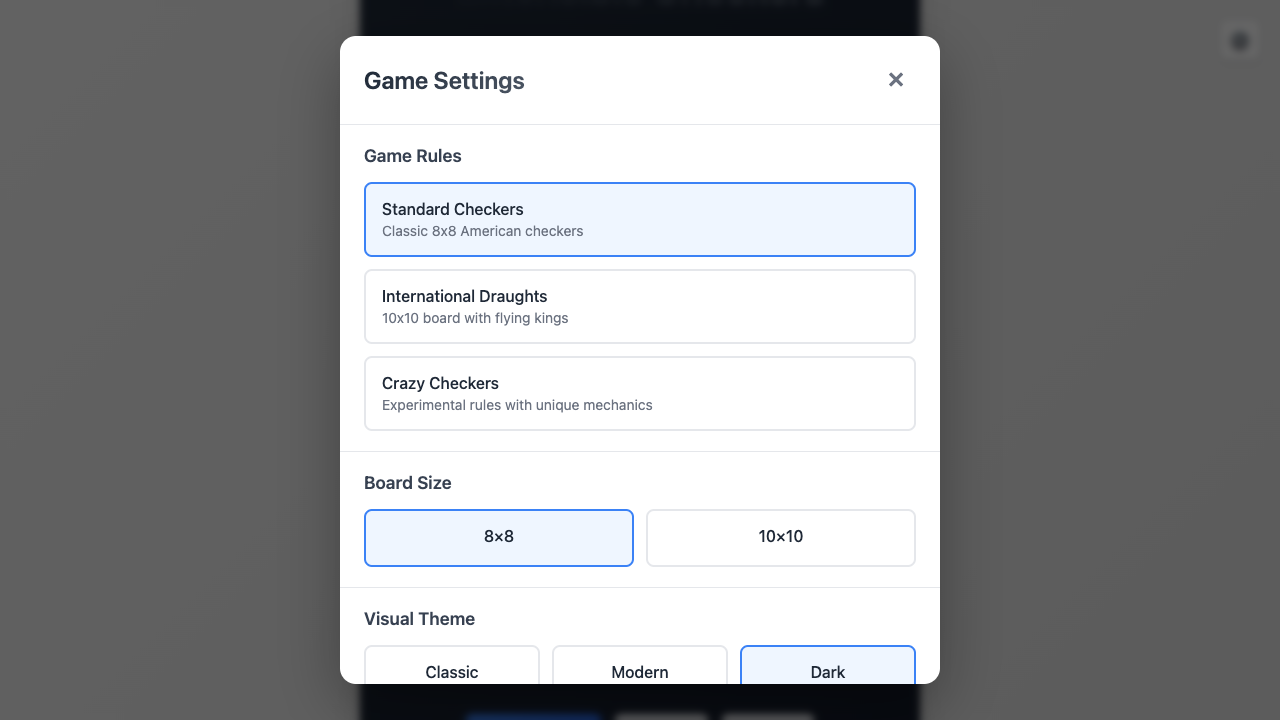 Game Settings
×
Game Rules
Standard Checkers
Classic 8x8 American checkers
International Draughts
10x10 board with flying kings
Crazy Checkers
Experimental rules with unique mechanics
Board Size
8×8
10×10
Visual Theme
Classic
Modern
Dark